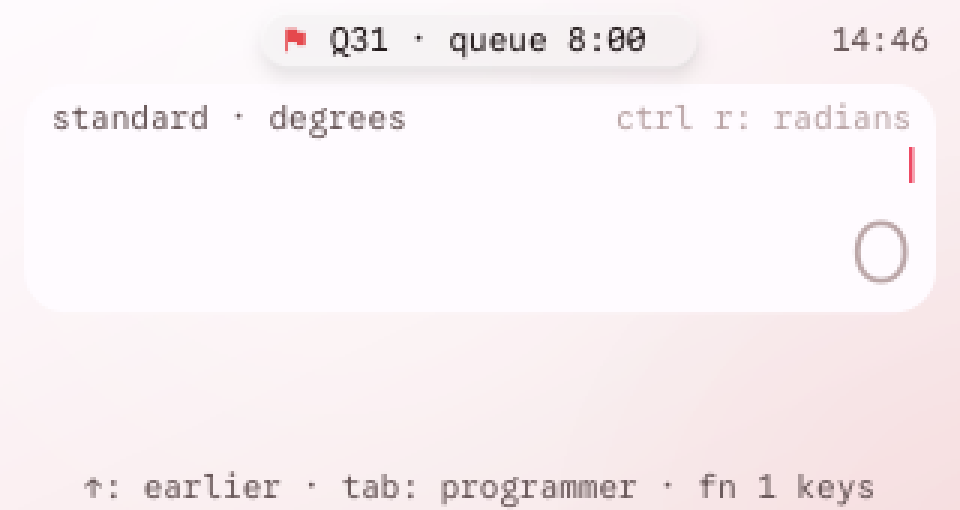 Q31 · queue 8:00
14:46
standard · degrees
ctrl r: radians
0
↑: earlier · tab: programmer · fn 1 keys